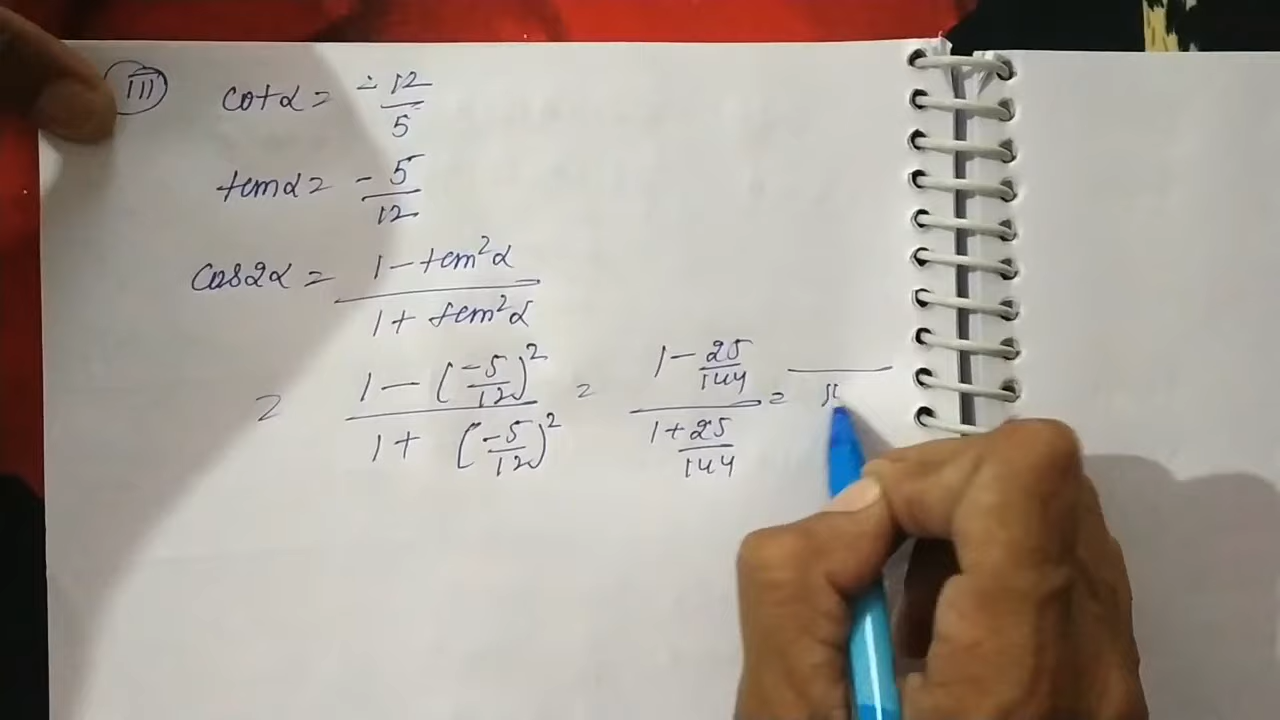 III cotα = -12/5
tanα = -5/12
cos2α = 1 - tan²α / 1 + tan²α
= 1 - (-5/12)² / 1 + (-5/12)² = 1 - 25/144 / 1 + 25/144 =